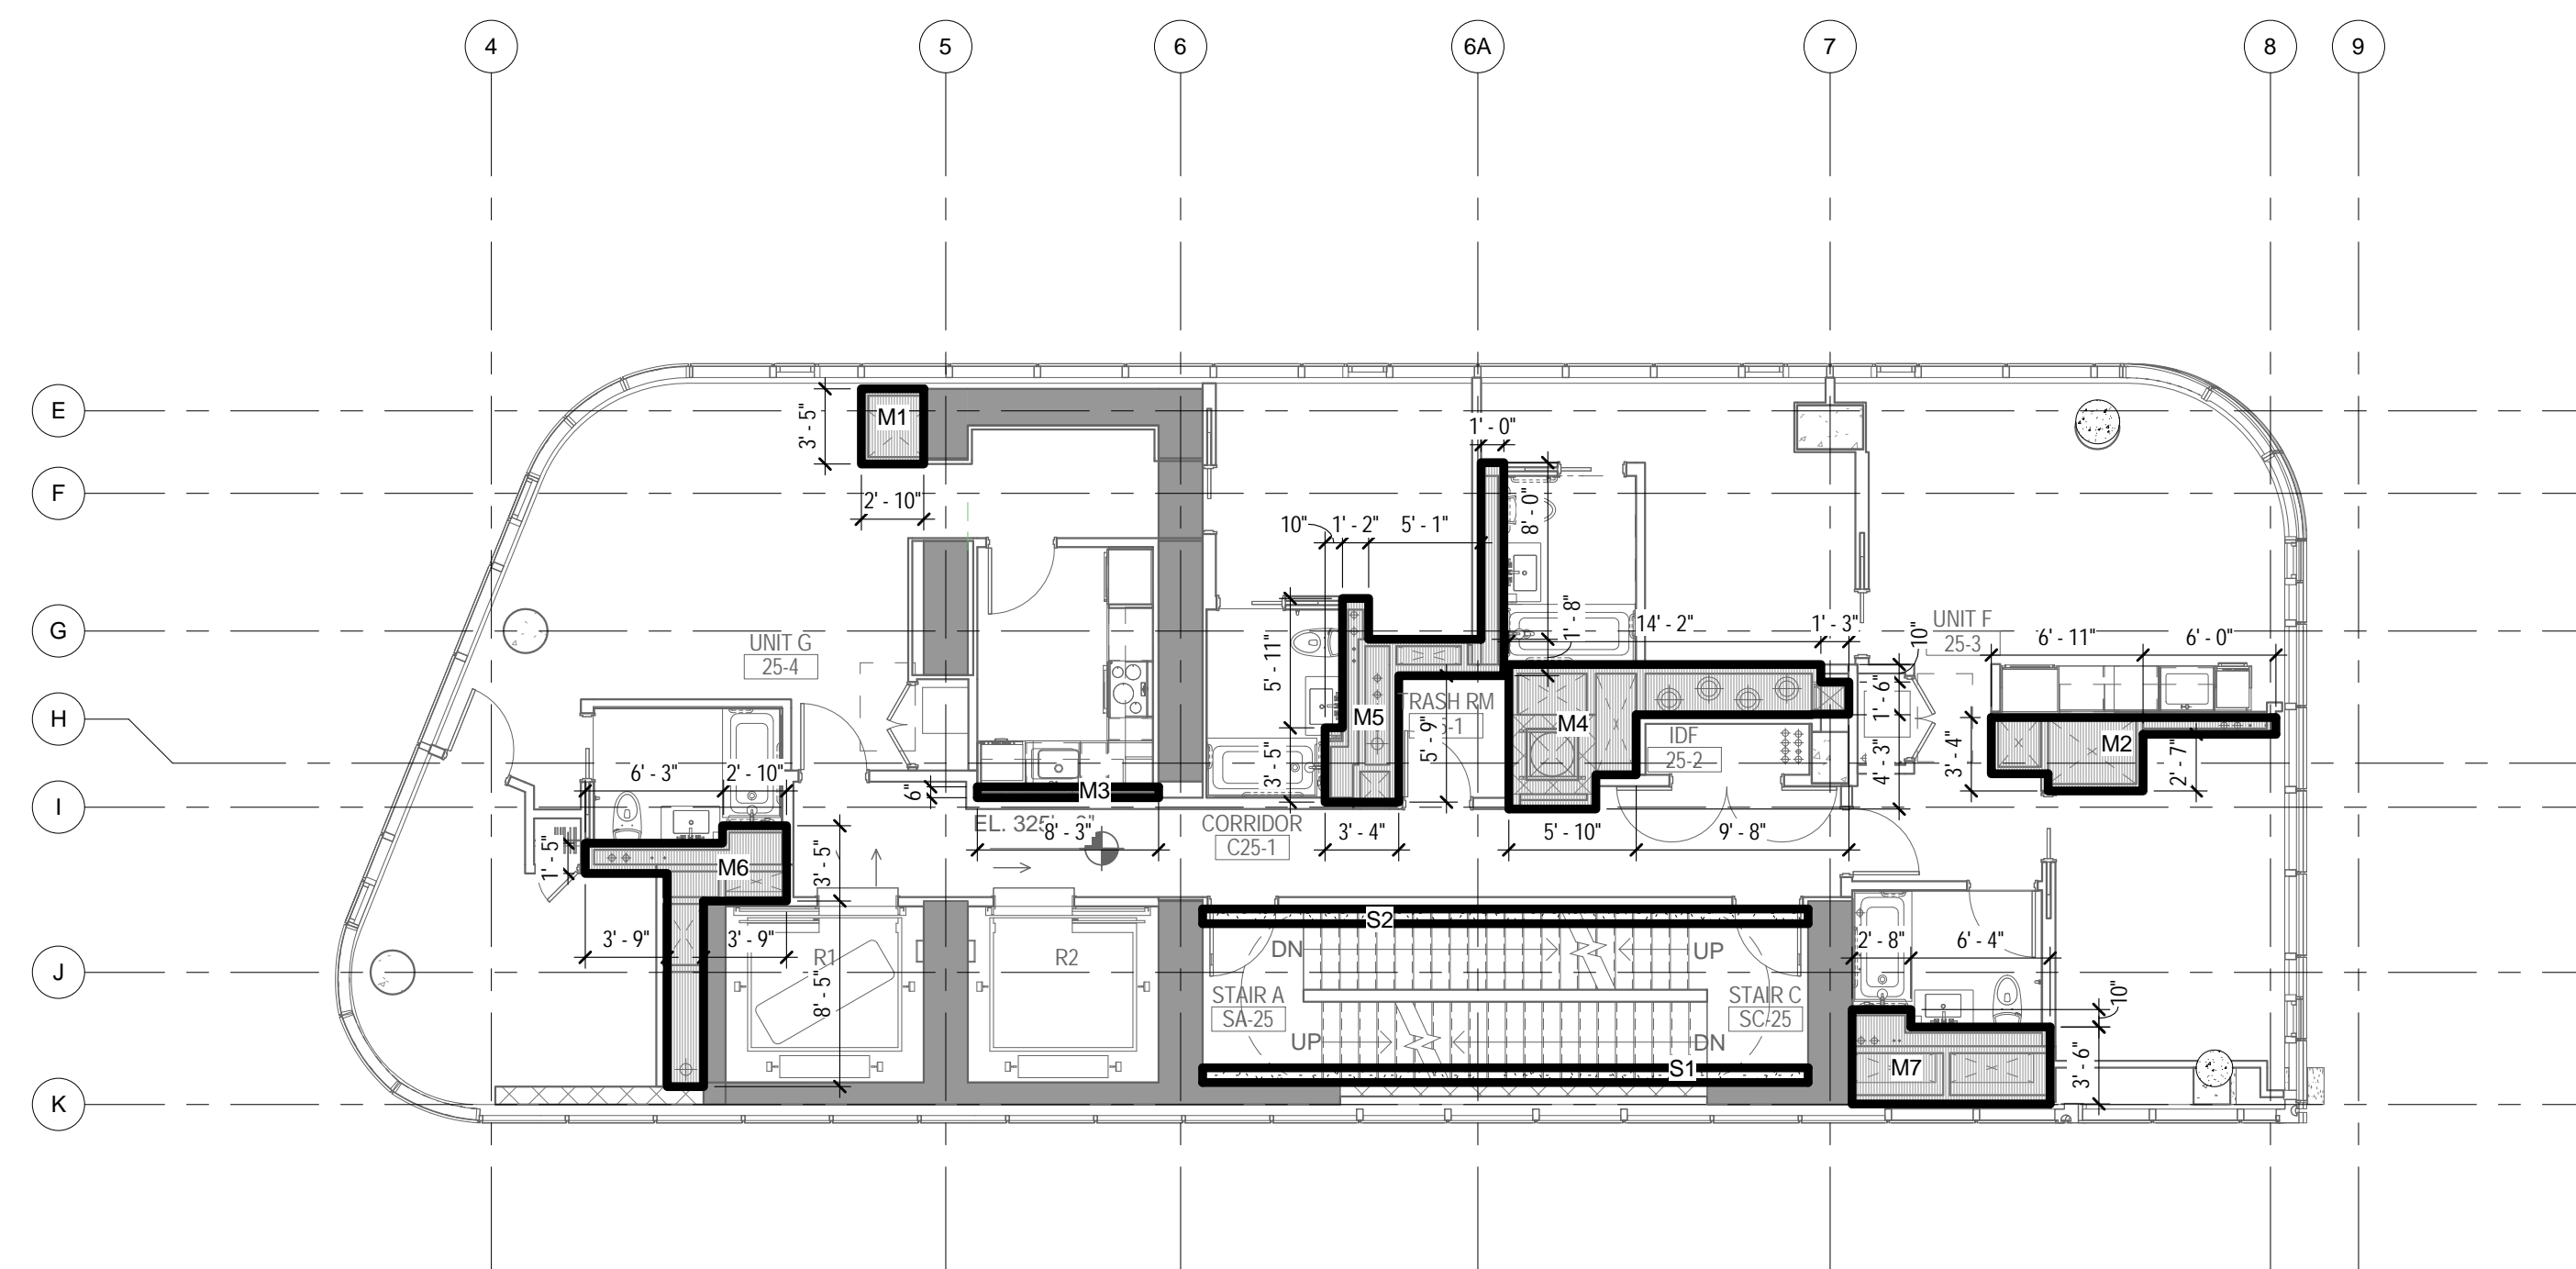 4 5 6 6A 7 8 9
E
F
G
H
I
J
K
M1
3' - 5"
2' - 10"
1' - 0"
8' - 0"
10" 1' - 2" 5' - 1"
1' - 8"
14' - 2" 1' - 3"
10"
UNIT F
25-3
6' - 11" 6' - 0"
UNIT G
25-4
5' - 11"
3' - 5"
M5
TRASH RM
5' - 9"
M4
IDF
25-2
1' - 6"
4' - 3"
3' - 4"
M2
2' - 7"
6' - 3" 2' - 10"
6"
M3
EL. 325'
8' - 3"
CORRIDOR
C25-1
3' - 4"
5' - 10" 9' - 8"
1' - 5"
M6
3' - 5"
3' - 9" 3' - 9"
8' - 5"
R1
R2
S2
DN UP
STAIR A
SA-25
STAIR C
SC-25
UP DN
S1
2' - 8" 6' - 4"
10"
M7
3' - 6"